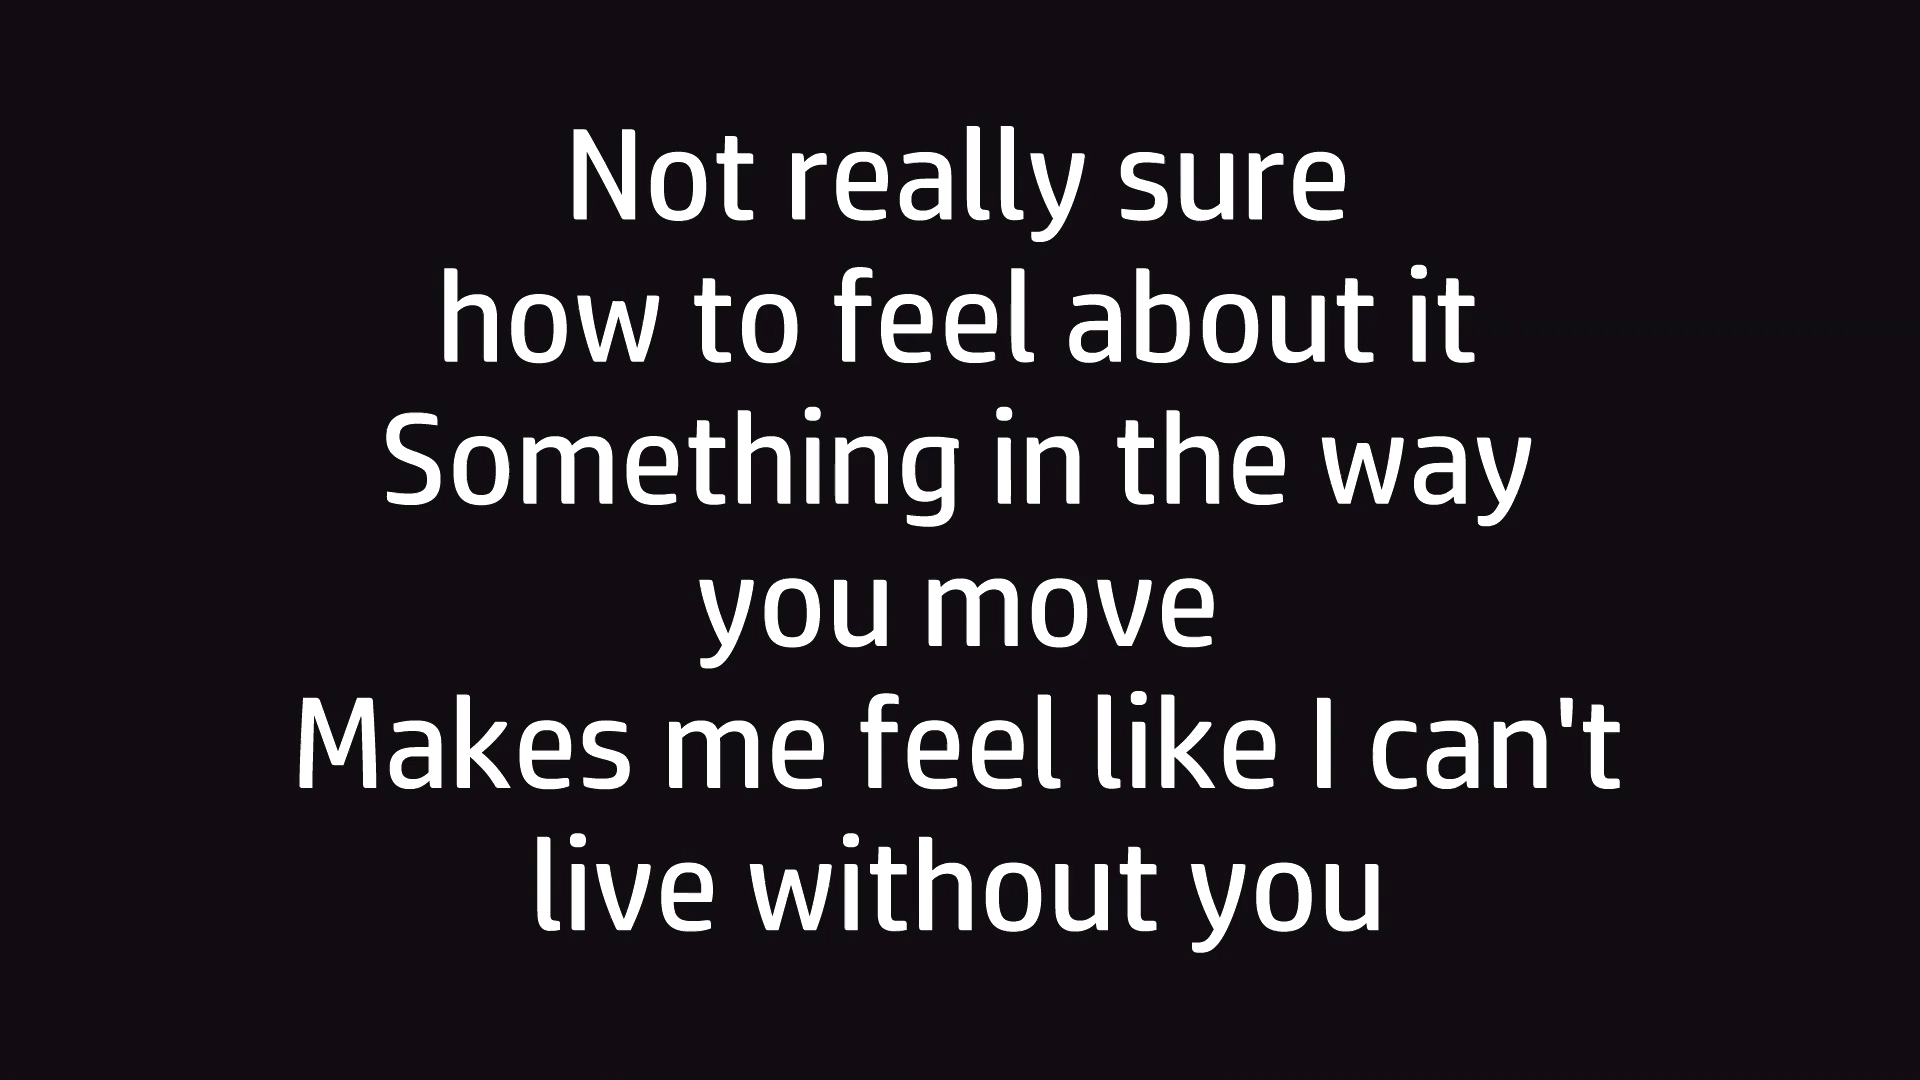 Not really sure
how to feel about it
Something in the way
you move
Makes me feel like I can't
live without you